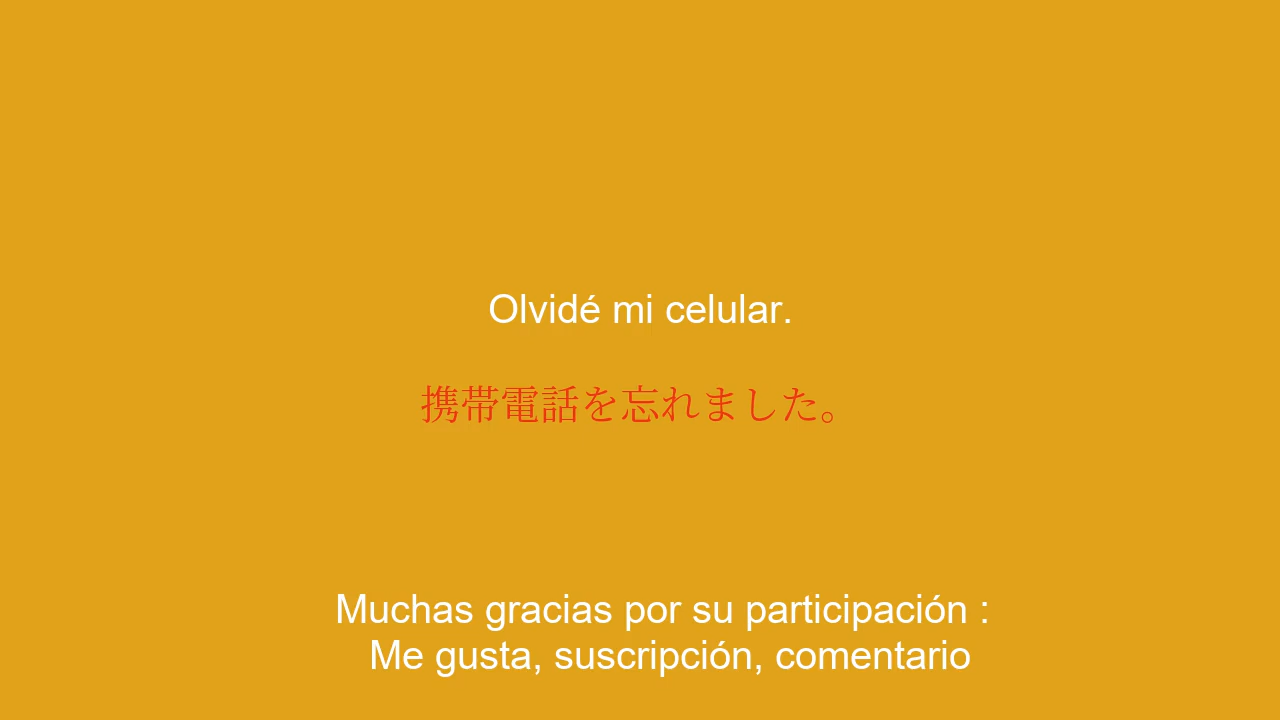 Olvidé mi celular.
携帯電話を忘れました。
Muchas gracias por su participación :
Me gusta, suscripción, comentario